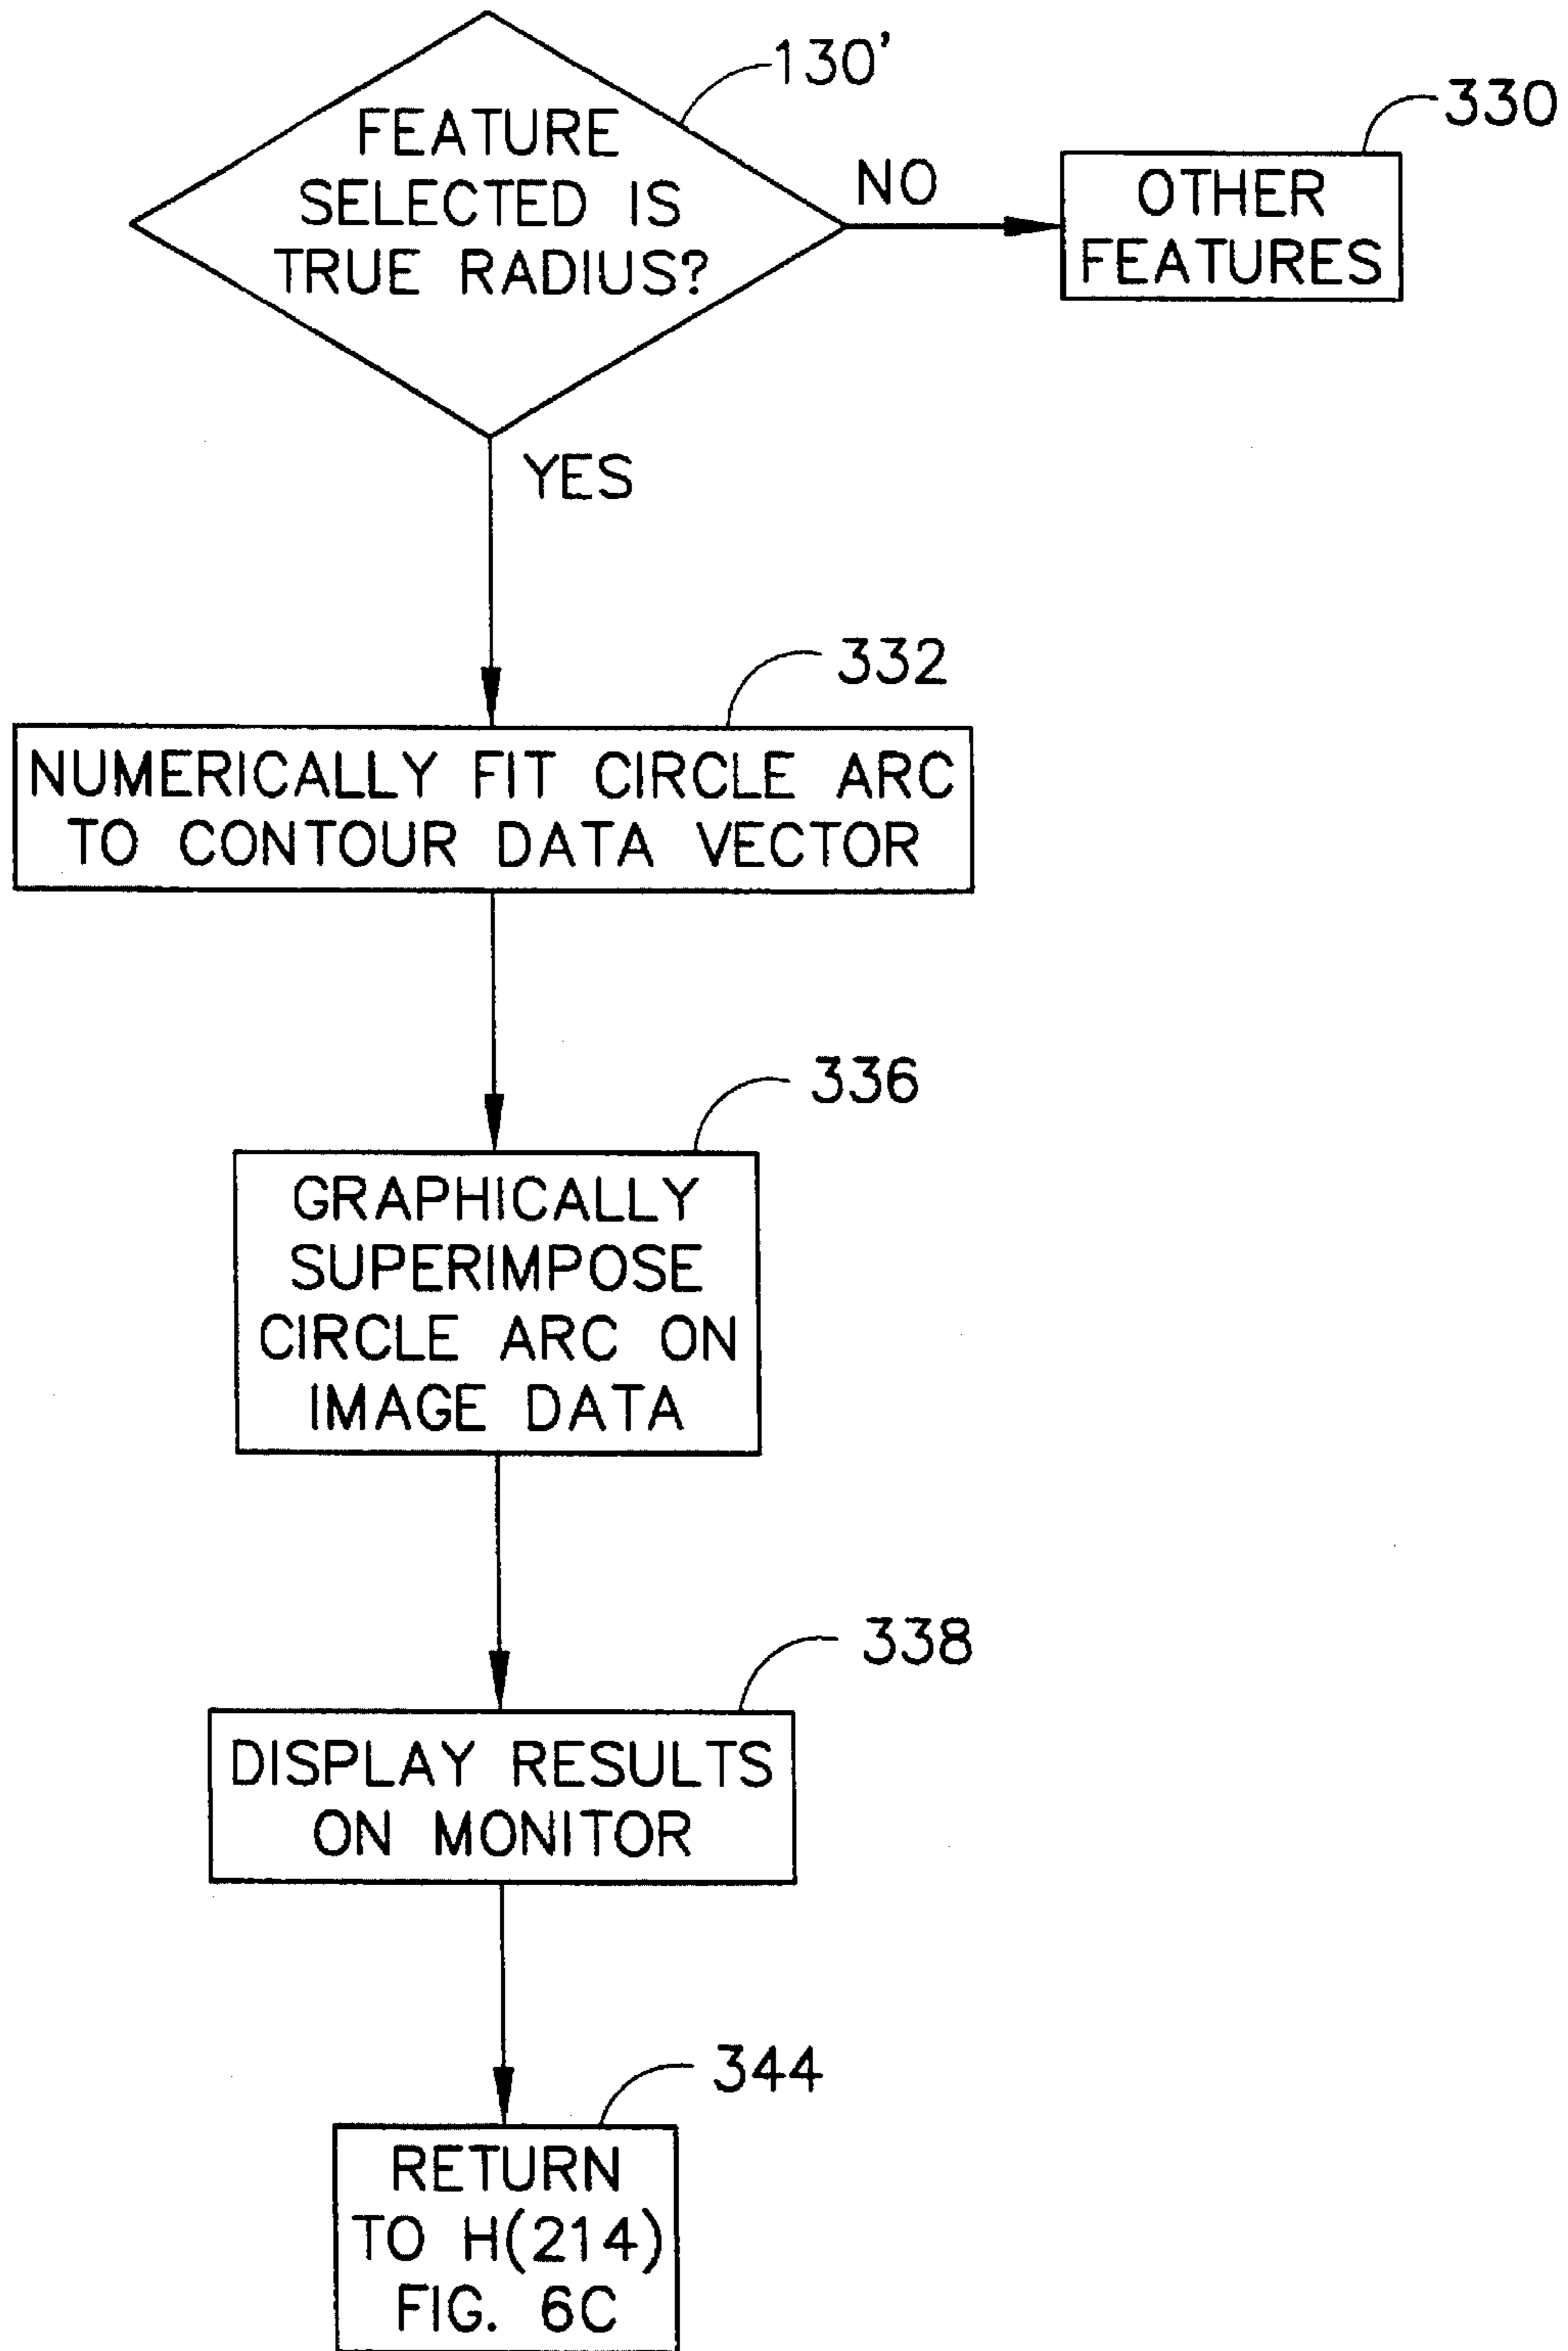 130'
FEATURE
SELECTED IS
TRUE RADIUS?
NO
330
OTHER
FEATURES
YES
332
NUMERICALLY FIT CIRCLE ARC
TO CONTOUR DATA VECTOR
336
GRAPHICALLY
SUPERIMPOSE
CIRCLE ARC ON
IMAGE DATA
338
DISPLAY RESULTS
ON MONITOR
344
RETURN
TO H(214)
FIG. 6C